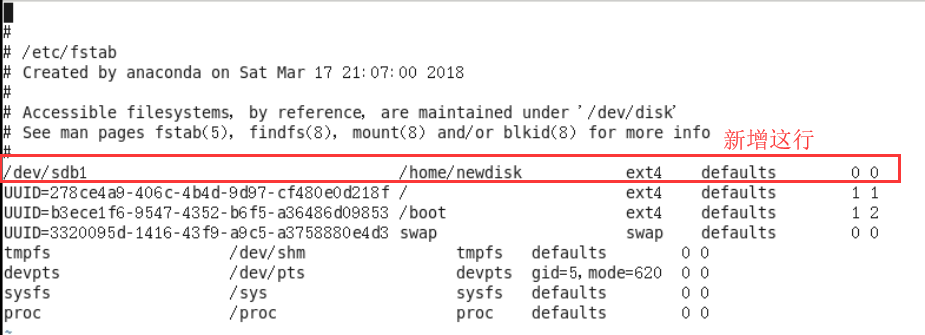 #
# /etc/fstab
# Created by anaconda on Sat Mar 17 21:07:00 2018
#
# Accessible filesystems, by reference, are maintained under '/dev/disk'
# See man pages fstab(5), findfs(8), mount(8) and/or blkid(8) for more info
#
新增这行
/dev/sdb1 /home/newdisk ext4 defaults 0 0
UUID=278ce4a9-406c-4b4d-9d97-cf480e0d218f / ext4 defaults 1 1
UUID=b3ece1f6-9547-4352-b6f5-a36486d09853 /boot ext4 defaults 1 2
UUID=3320095d-1416-43f9-a9c5-a3758880e4d3 swap swap defaults 0 0
tmpfs /dev/shm tmpfs defaults 0 0
devpts /dev/pts devpts gid=5,mode=620 0 0
sysfs /sys sysfs defaults 0 0
proc /proc proc defaults 0 0
~